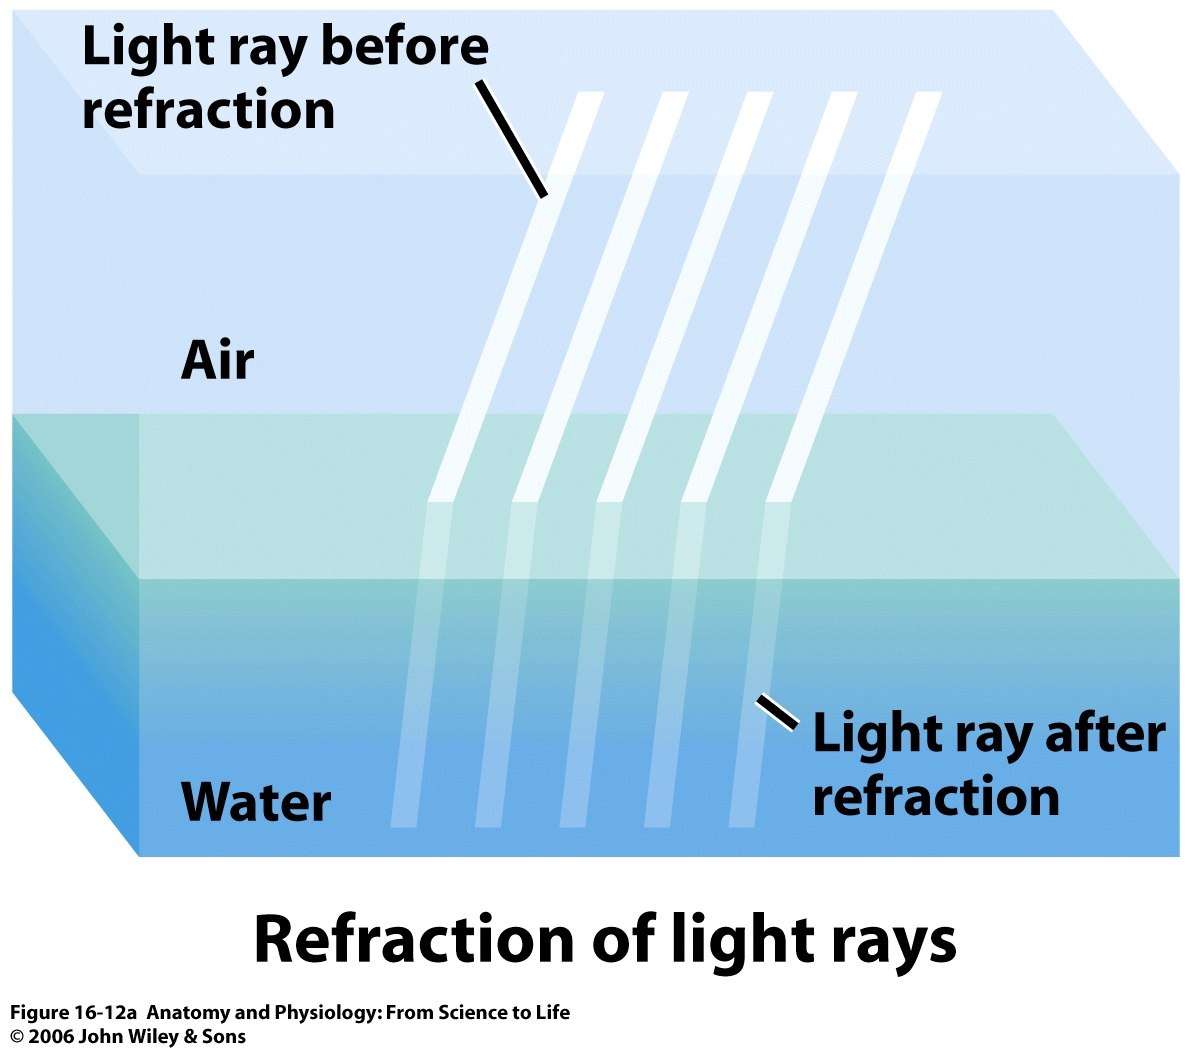 Light ray before
refraction
Air
Water
Light ray after
refraction
Refraction of light rays
Figure 16-12a  Anatomy and Physiology: From Science to Life
© 2006 John Wiley & Sons